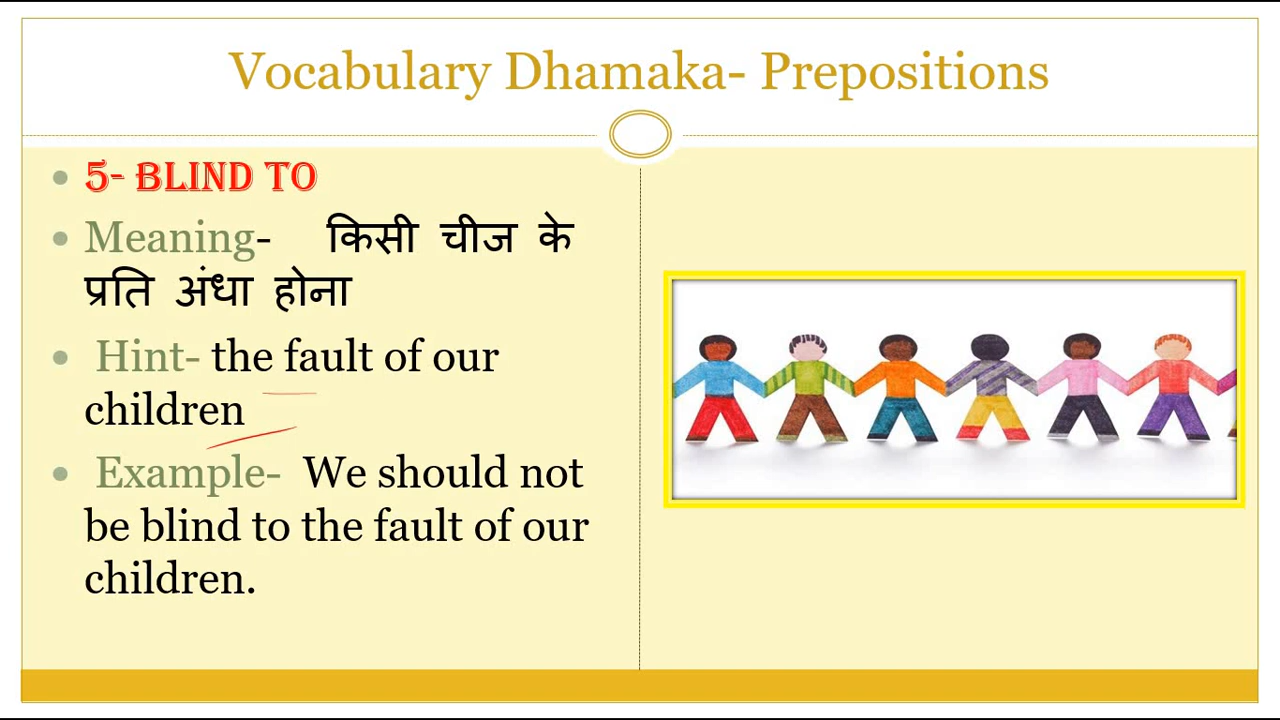 Vocabulary Dhamaka- Prepositions
5- BLIND TO
Meaning- किसी चीज के
प्रति अंधा होना
Hint- the fault of our
children
Example- We should not
be blind to the fault of our
children.